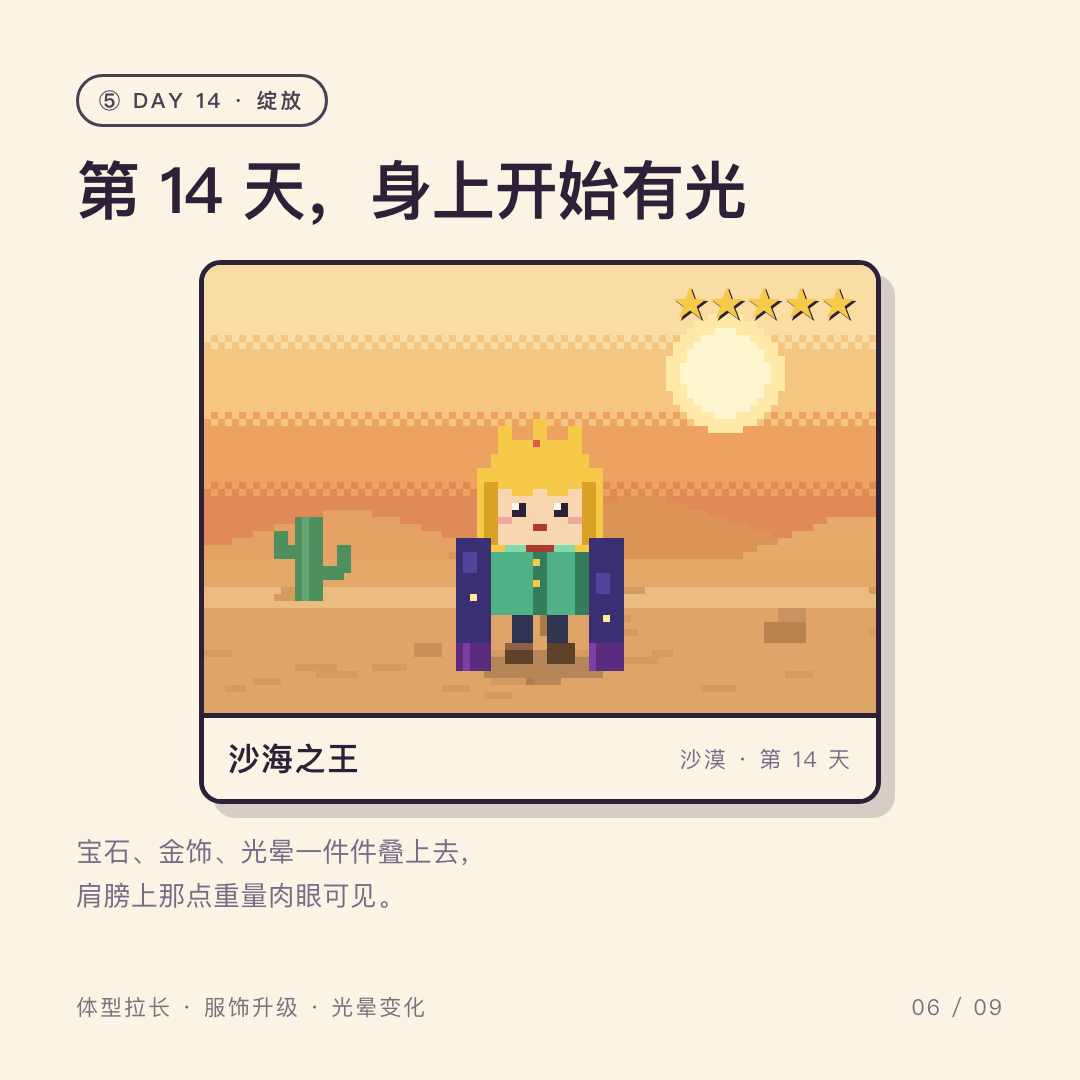 ⑤ DAY 14 · 绽放
第 14 天，身上开始有光
沙海之王
沙漠 · 第 14 天
宝石、金饰、光晕一件件叠上去，
肩膀上那点重量肉眼可见。
体型拉长 · 服饰升级 · 光晕变化
06 / 09